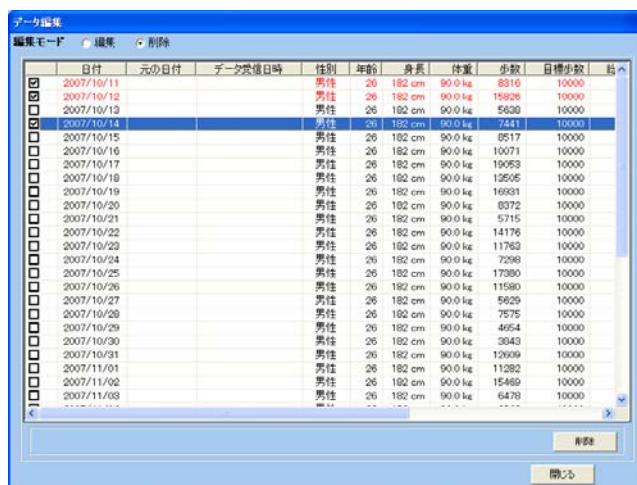 データ編集
編集モード 編集 削除
日付 元の日付 データ受信日時 性別 年齢 身長 体重 歩数 目標歩数
2007/10/11 男性 26 182 cm 90.0 kg 8316 10000
2007/10/12 男性 26 182 cm 90.0 kg 15826 10000
2007/10/13 男性 26 182 cm 90.0 kg 5638 10000
2007/10/14 男性 26 182 cm 90.0 kg 7441 10000
2007/10/15 男性 26 182 cm 90.0 kg 8517 10000
2007/10/16 男性 26 182 cm 90.0 kg 10071 10000
2007/10/17 男性 26 182 cm 90.0 kg 19053 10000
2007/10/18 男性 26 182 cm 90.0 kg 13505 10000
2007/10/19 男性 26 182 cm 90.0 kg 16931 10000
2007/10/20 男性 26 182 cm 90.0 kg 8372 10000
2007/10/21 男性 26 182 cm 90.0 kg 5715 10000
2007/10/22 男性 26 182 cm 90.0 kg 14176 10000
2007/10/23 男性 26 182 cm 90.0 kg 11763 10000
2007/10/24 男性 26 182 cm 90.0 kg 7298 10000
2007/10/25 男性 26 182 cm 90.0 kg 17380 10000
2007/10/26 男性 26 182 cm 90.0 kg 11580 10000
2007/10/27 男性 26 182 cm 90.0 kg 5629 10000
2007/10/28 男性 26 182 cm 90.0 kg 7575 10000
2007/10/29 男性 26 182 cm 90.0 kg 4654 10000
2007/10/30 男性 26 182 cm 90.0 kg 3843 10000
2007/10/31 男性 26 182 cm 90.0 kg 12609 10000
2007/11/01 男性 26 182 cm 90.0 kg 11282 10000
2007/11/02 男性 26 182 cm 90.0 kg 15469 10000
2007/11/03 男性 26 182 cm 90.0 kg 6478 10000
削除
閉じる